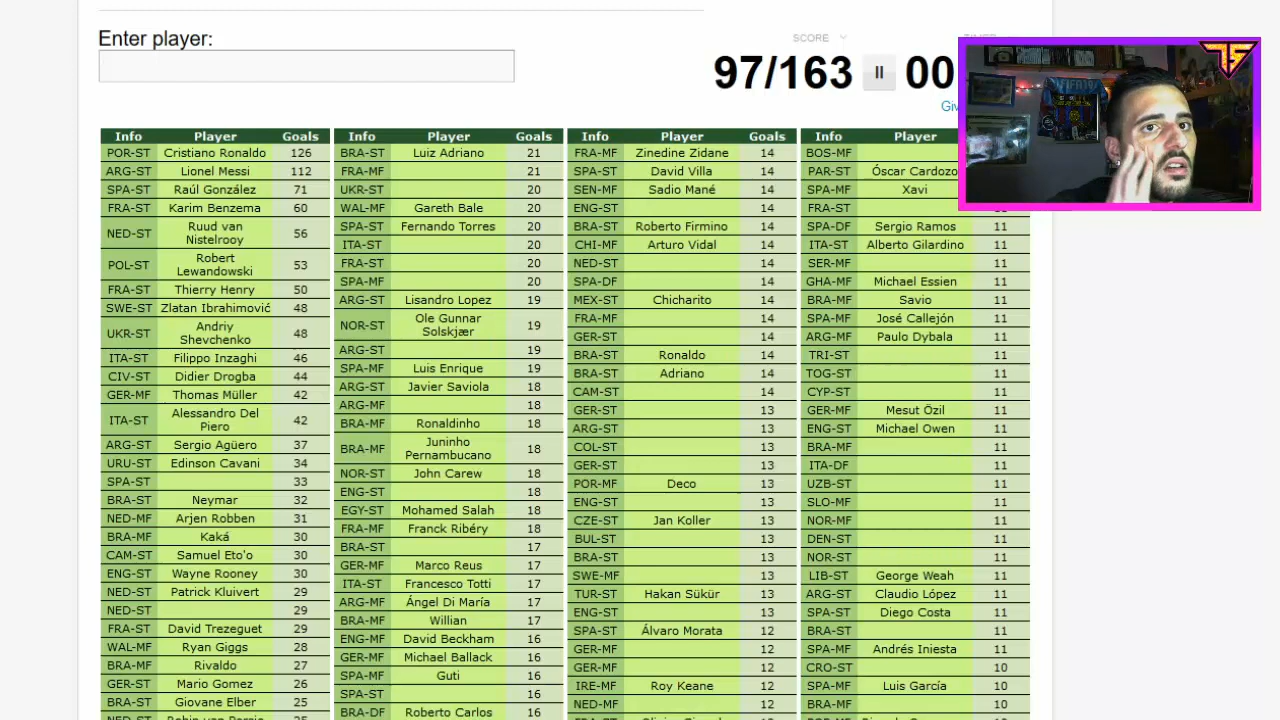 Enter player:
SCORE
97/163 00
Giv
Info Player Goals
POR-ST Cristiano Ronaldo 126
ARG-ST Lionel Messi 112
SPA-ST Raúl González 71
FRA-ST Karim Benzema 60
NED-ST Ruud van Nistelrooy 56
POL-ST Robert Lewandowski 53
FRA-ST Thierry Henry 50
SWE-ST Zlatan Ibrahimović 48
UKR-ST Andriy Shevchenko 48
ITA-ST Filippo Inzaghi 46
CIV-ST Didier Drogba 44
GER-MF Thomas Müller 42
ITA-ST Alessandro Del Piero 42
ARG-ST Sergio Agüero 37
URU-ST Edinson Cavani 34
SPA-ST 33
BRA-ST Neymar 32
NED-MF Arjen Robben 31
BRA-MF Kaká 30
CAM-ST Samuel Eto'o 30
ENG-ST Wayne Rooney 30
NED-ST Patrick Kluivert 29
NED-ST 29
FRA-ST David Trezeguet 29
WAL-MF Ryan Giggs 28
BRA-MF Rivaldo 27
GER-ST Mario Gomez 26
BRA-ST Giovane Elber 25
Info Player Goals
BRA-ST Luiz Adriano 21
FRA-MF 21
UKR-ST 20
WAL-MF Gareth Bale 20
SPA-ST Fernando Torres 20
ITA-ST 20
FRA-ST 20
SPA-MF 20
ARG-ST Lisandro Lopez 19
NOR-ST Ole Gunnar Solskjær 19
ARG-ST 19
SPA-MF Luis Enrique 19
ARG-ST Javier Saviola 18
ARG-MF 18
BRA-MF Ronaldinho 18
BRA-MF Juninho Pernambucano 18
NOR-ST John Carew 18
ENG-ST 18
EGY-ST Mohamed Salah 18
FRA-MF Franck Ribéry 18
BRA-ST 17
GER-MF Marco Reus 17
ITA-ST Francesco Totti 17
ARG-MF Ángel Di María 17
BRA-MF Willian 17
ENG-MF David Beckham 16
GER-MF Michael Ballack 16
SPA-MF Guti 16
SPA-ST 16
BRA-DF Roberto Carlos 16
Info Player Goals
FRA-MF Zinedine Zidane 14
SPA-ST David Villa 14
SEN-MF Sadio Mané 14
ENG-ST 14
BRA-ST Roberto Firmino 14
CHI-MF Arturo Vidal 14
NED-ST 14
SPA-DF 14
MEX-ST Chicharito 14
FRA-MF 14
GER-ST 14
BRA-ST Ronaldo 14
BRA-ST Adriano 14
CAM-ST 14
GER-ST 13
ARG-ST 13
COL-ST 13
GER-ST 13
POR-MF Deco 13
ENG-ST 13
CZE-ST Jan Koller 13
BUL-ST 13
BRA-ST 13
SWE-MF 13
TUR-ST Hakan Sükür 13
ENG-ST 13
SPA-ST Álvaro Morata 12
GER-MF 12
GER-MF 12
IRE-MF Roy Keane 12
NED-MF 12
Info Player
BOS-MF
PAR-ST Óscar Cardozo
SPA-MF Xavi
FRA-ST
SPA-DF Sergio Ramos 11
ITA-ST Alberto Gilardino 11
SER-MF 11
GHA-MF Michael Essien 11
BRA-MF Savio 11
SPA-MF José Callejón 11
ARG-MF Paulo Dybala 11
TRI-ST 11
TOG-ST 11
CYP-ST 11
GER-MF Mesut Özil 11
ENG-ST Michael Owen 11
BRA-MF 11
ITA-DF 11
UZB-ST 11
SLO-MF 11
NOR-MF 11
DEN-ST 11
NOR-ST 11
LIB-ST George Weah 11
ARG-ST Claudio López 11
SPA-ST Diego Costa 11
BRA-ST 11
SPA-MF Andrés Iniesta 11
CRO-ST 10
SPA-MF Luis García 10
BRA-MF 10